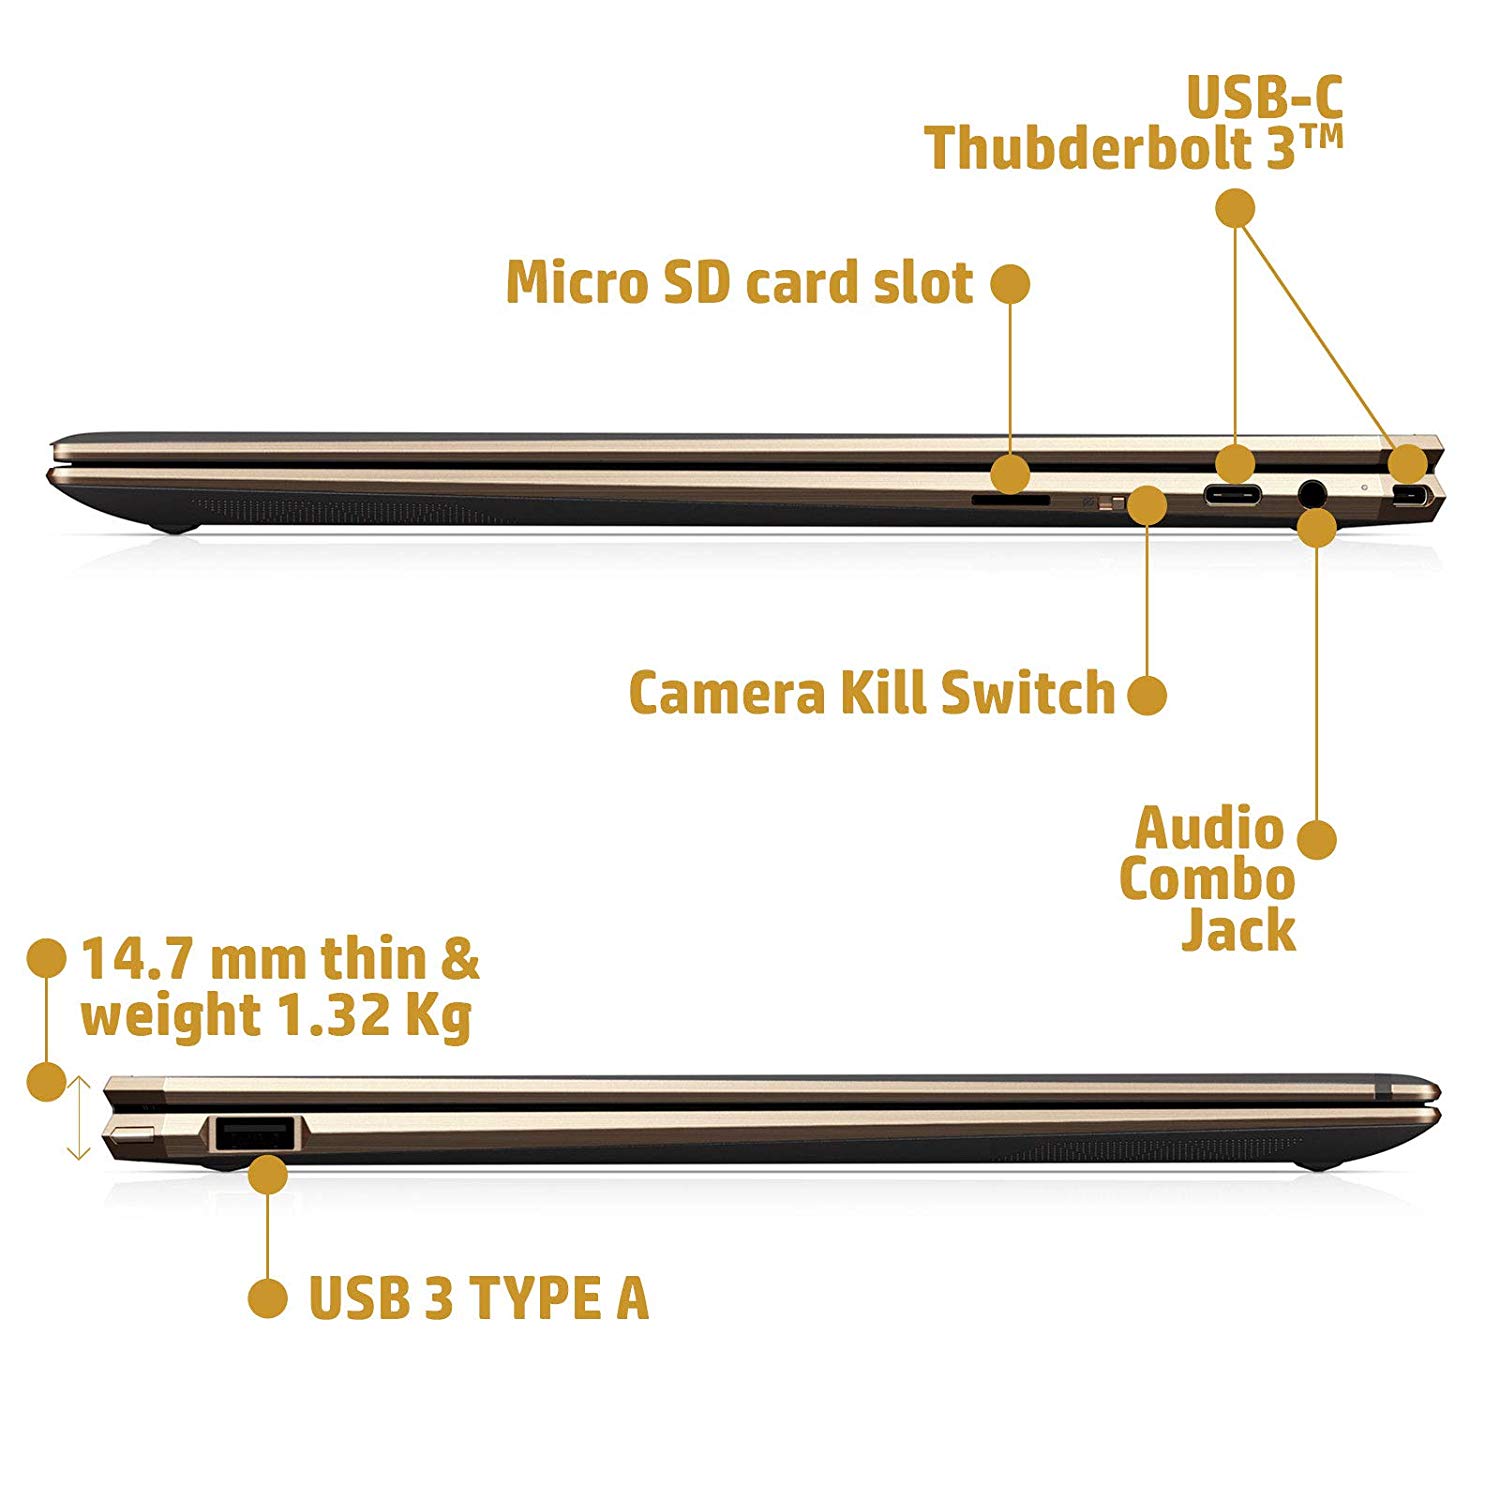 USB-C
Thubderbolt 3™
Micro SD card slot
Camera Kill Switch
Audio
Combo
Jack
14.7 mm thin &
weight 1.32 Kg
USB 3 TYPE A